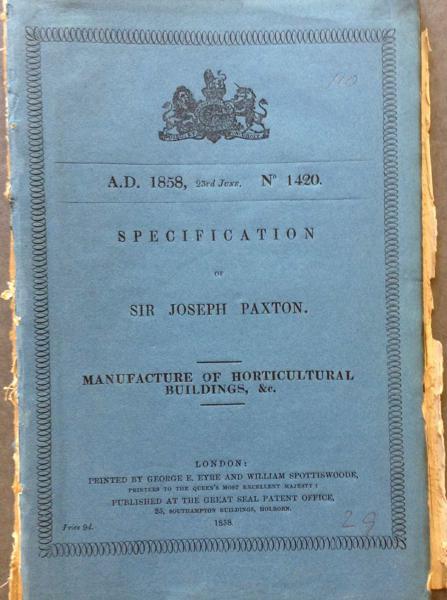 110
A.D. 1858, 23rd June. No 1420.
SPECIFICATION
OF
SIR JOSEPH PAXTON.
MANUFACTURE OF HORTICULTURAL
BUILDINGS, &c.
LONDON:
PRINTED BY GEORGE E. EYRE AND WILLIAM SPOTTISWOODE,
PRINTERS TO THE QUEEN'S MOST EXCELLENT MAJESTY:
PUBLISHED AT THE GREAT SEAL PATENT OFFICE,
25, SOUTHAMPTON BUILDINGS, HOLBORN.
Price 9d.
1858.
29